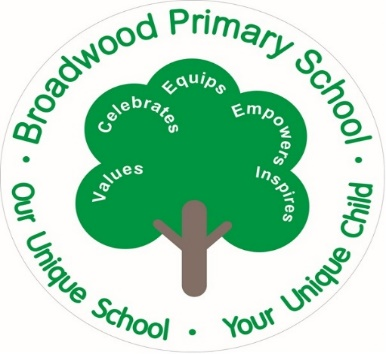 Broadwood Primary School
Values
Celebrates
Equips
Empowers
Inspires
Our Unique School • Your Unique Child